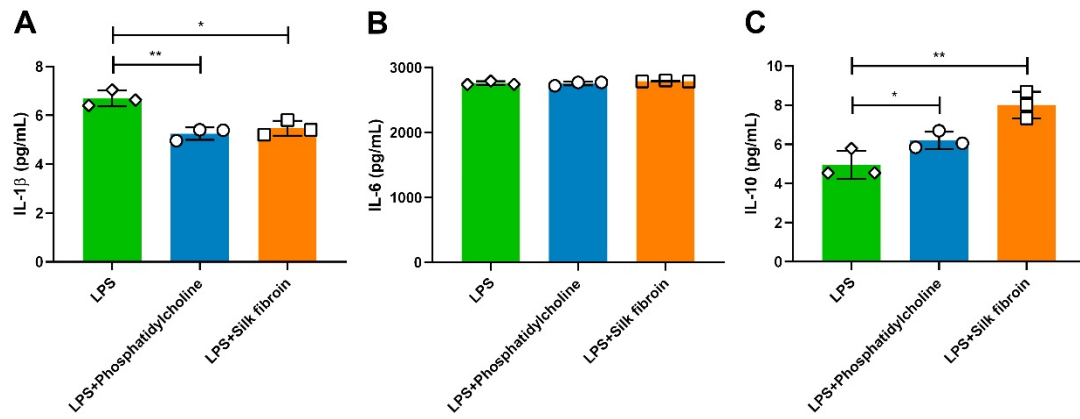 A
*
**
8
6
4
2
0
IL-1β (pg/mL)
LPS
LPS+Phosphatidylcholine
LPS+Silk fibroin
B
3000
2000
1000
0
IL-6 (pg/mL)
LPS
LPS+Phosphatidylcholine
LPS+Silk fibroin
C
**
*
10
8
6
4
2
0
IL-10 (pg/mL)
LPS
LPS+Phosphatidylcholine
LPS+Silk fibroin